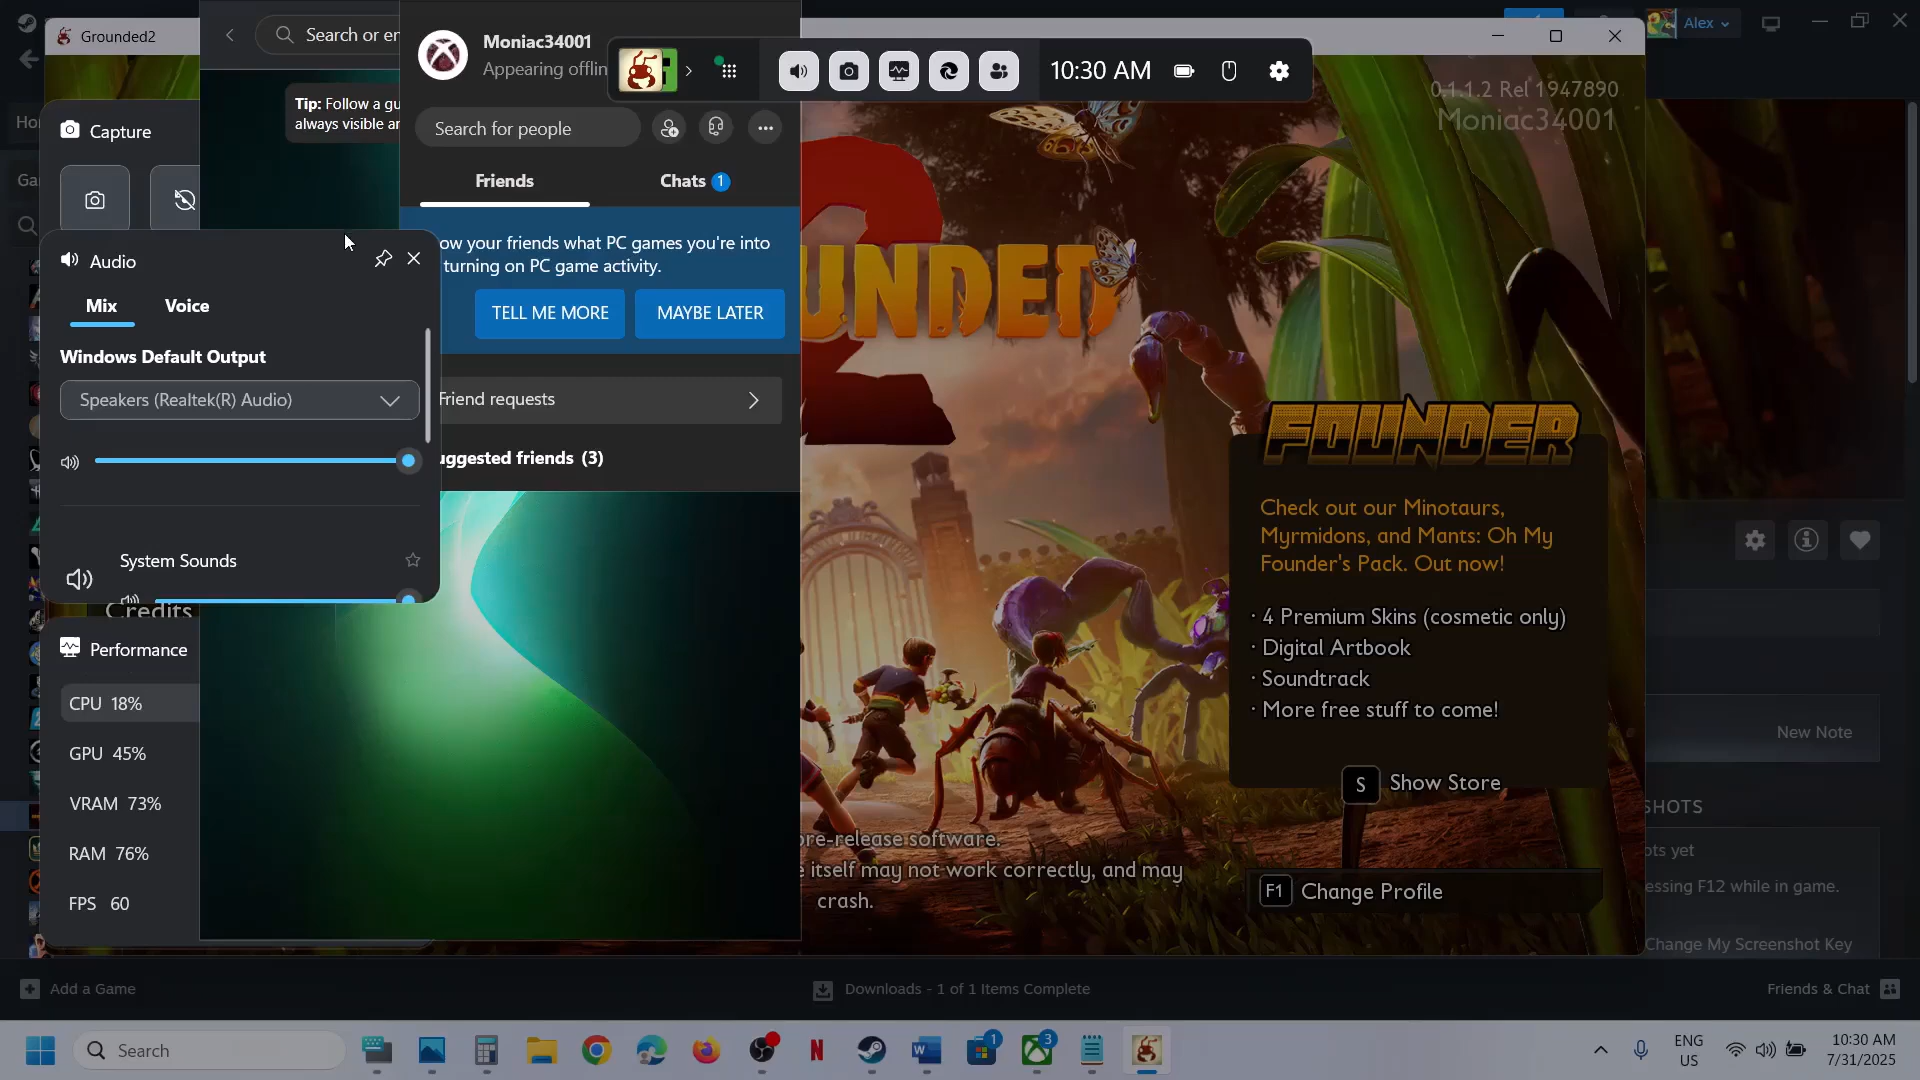 Grounded2
Search or en
Moniac34001
Appearing offlin
10:30 AM
Alex
0.1.1.2 Rel 1947890
Moniac34001
Hor
Capture
Tip: Follow a gu
always visible an
Search for people
Friends
Chats 1
Ga
ow your friends what PC games you're into
turning on PC game activity.
TELL ME MORE
MAYBE LATER
Audio
Mix
Voice
Windows Default Output
Speakers (Realtek(R) Audio)
Friend requests
uggested friends (3)
System Sounds
Credits
2
UNDED
FOUNDER
Check out our Minotaurs,
Myrmidons, and Mants: Oh My
Founder's Pack. Out now!
· 4 Premium Skins (cosmetic only)
· Digital Artbook
· Soundtrack
· More free stuff to come!
S Show Store
F1 Change Profile
Performance
CPU 18%
GPU 45%
VRAM 73%
RAM 76%
FPS 60
pre-release software.
e itself may not work correctly, and may
crash.
New Note
SHOTS
ots yet
essing F12 while in game.
Change My Screenshot Key
Add a Game
Downloads - 1 of 1 Items Complete
Friends & Chat
Search
1
3
ENG
US
10:30 AM
7/31/2025